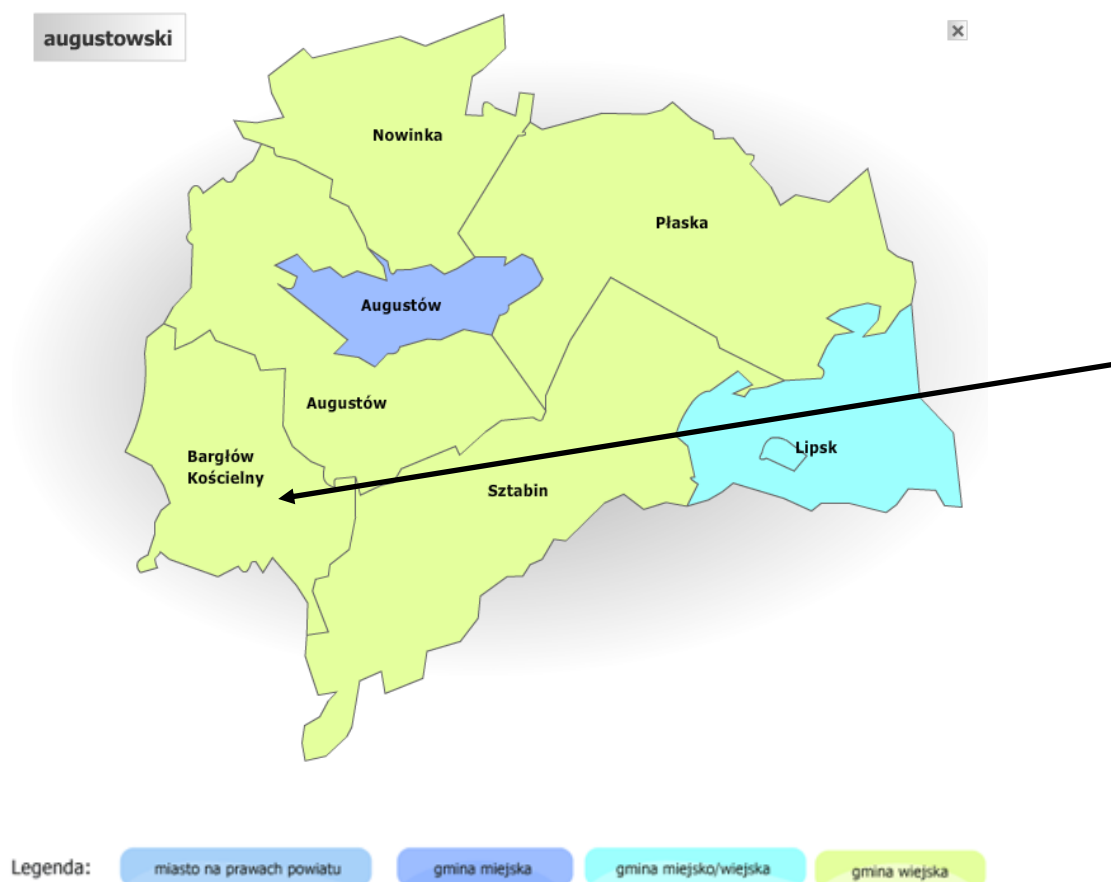 augustowski
Nowinka
Płaska
Augustów
Augustów
Bargłów
Kościelny
Lipsk
Sztabin
Legenda:
miasto na prawach powiatu
gmina miejska
gmina miejsko/wiejska
gmina wiejska